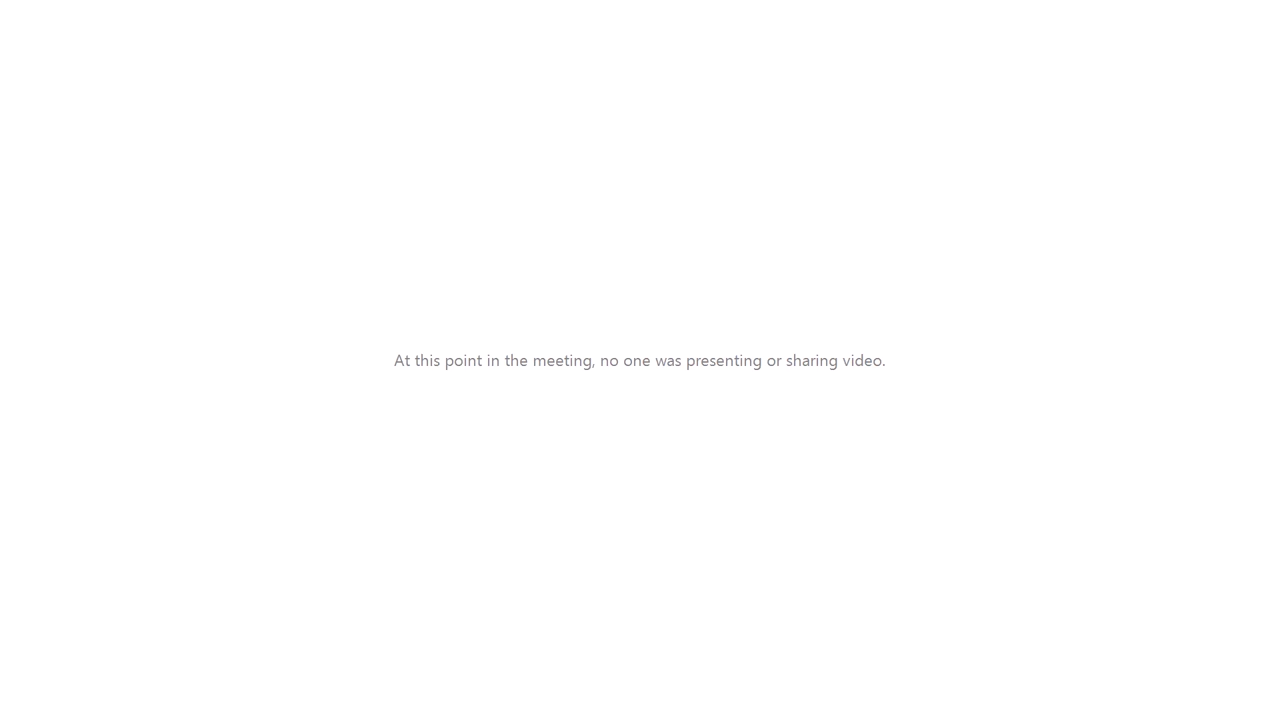 At this point in the meeting, no one was presenting or sharing video.